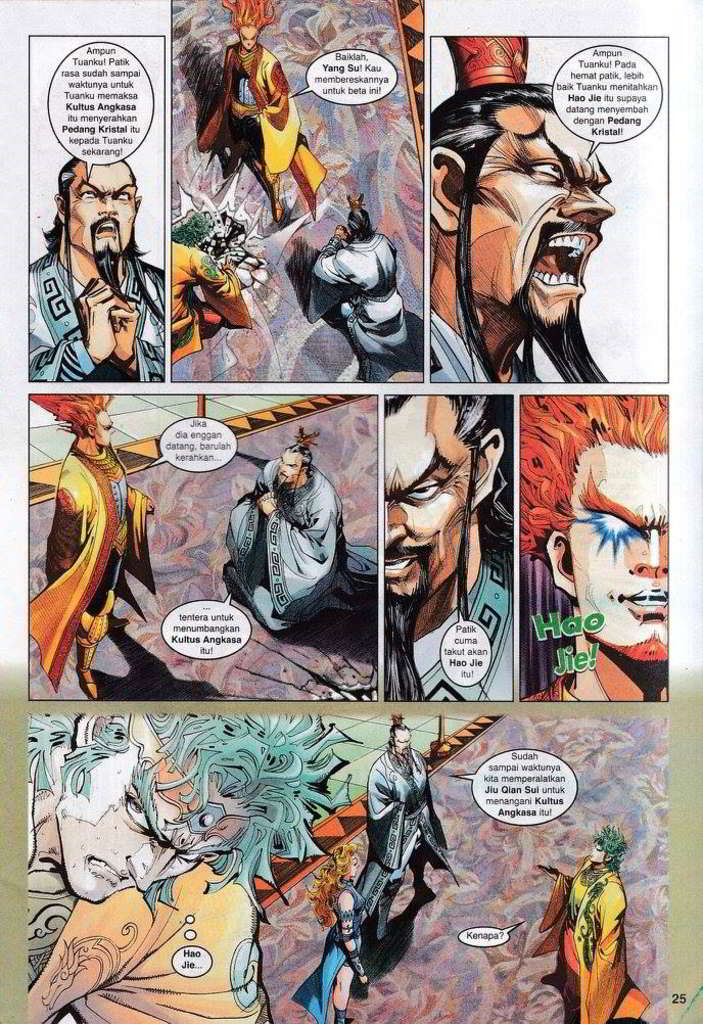 Ampun
Tuanku! Patik
rasa sudah sampai
waktunya untuk
Tuanku memaksa
Kultus Angkasa
itu menyerahkan
Pedang Kristal itu
kepada Tuanku
sekarang!
Baiklah,
Yang Su! Kau
membereskannya
untuk beta ini!
Ampun
Tuanku! Pada
hemat patik, lebih
baik Tuanku menitahkan
Hao Jie itu supaya
datang menyembah
dengan Pedang
Kristal!
Jika
dia enggan
datang, barulah
kerahkan...
...
tentera untuk
menumbangkan
Kultus Angkasa
itu!
Patik
cuma
takut akan
Hao Jie
itu!
Hao
Jie!
Hao
Jie...
Sudah
sampai waktunya
kita memperalatkan
Jiu Qian Sui untuk
menangani Kultus
Angkasa itu!
Kenapa?
25